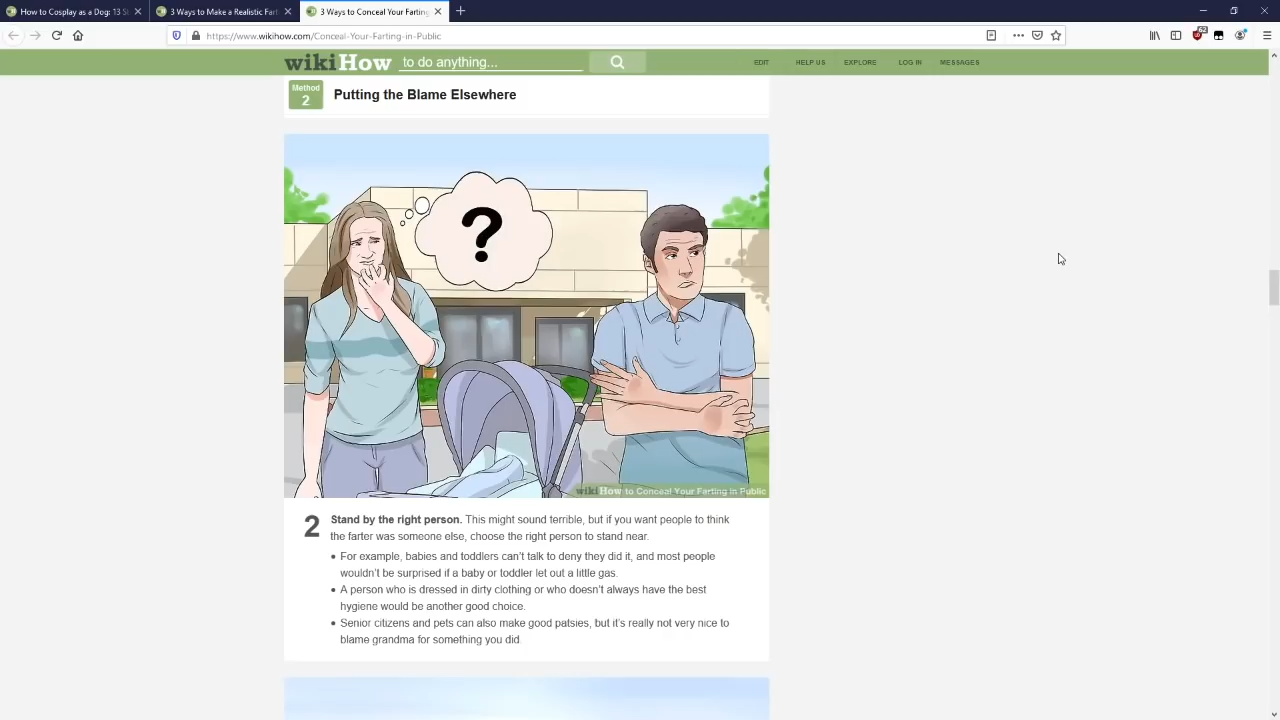 How to Cosplay as a Dog: 13 St
3 Ways to Make a Realistic Fart
3 Ways to Conceal Your Farting
https://www.wikihow.com/Conceal-Your-Farting-in-Public
wikiHow to do anything...
EDIT
HELP US
EXPLORE
LOG IN
MESSAGES
Method
2
Putting the Blame Elsewhere
?
wikiHow to Conceal Your Farting in Public
2 Stand by the right person. This might sound terrible, but if you want people to think
the farter was someone else, choose the right person to stand near.
• For example, babies and toddlers can't talk to deny they did it, and most people
wouldn't be surprised if a baby or toddler let out a little gas.
• A person who is dressed in dirty clothing or who doesn't always have the best
hygiene would be another good choice.
• Senior citizens and pets can also make good patsies, but it's really not very nice to
blame grandma for something you did.